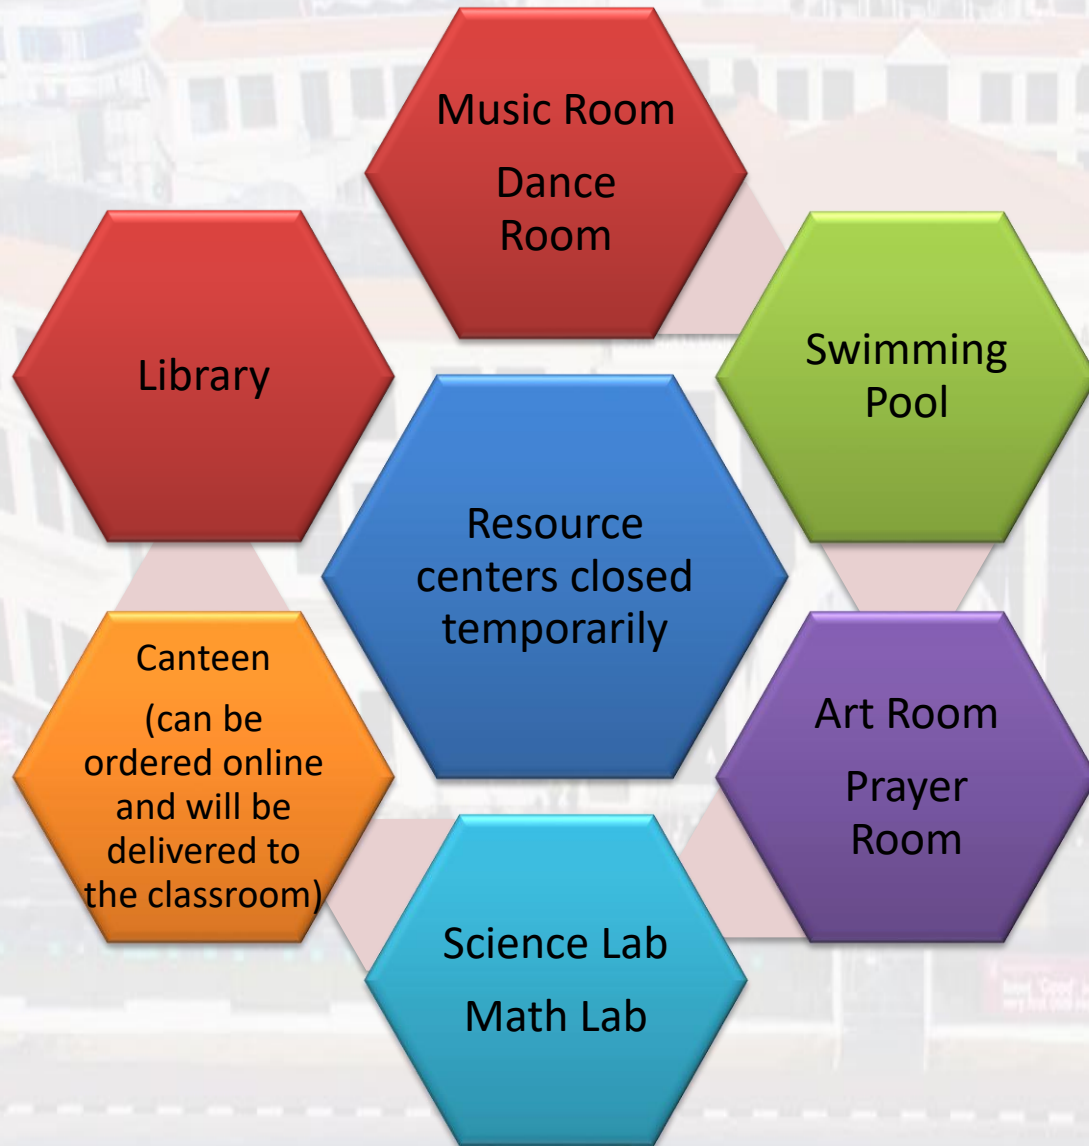 Music Room
Dance
Room
Library
Swimming
Pool
Resource
centers closed
temporarily
Canteen
(can be
ordered online
and will be
delivered to
the classroom)
Art Room
Prayer
Room
Science Lab
Math Lab